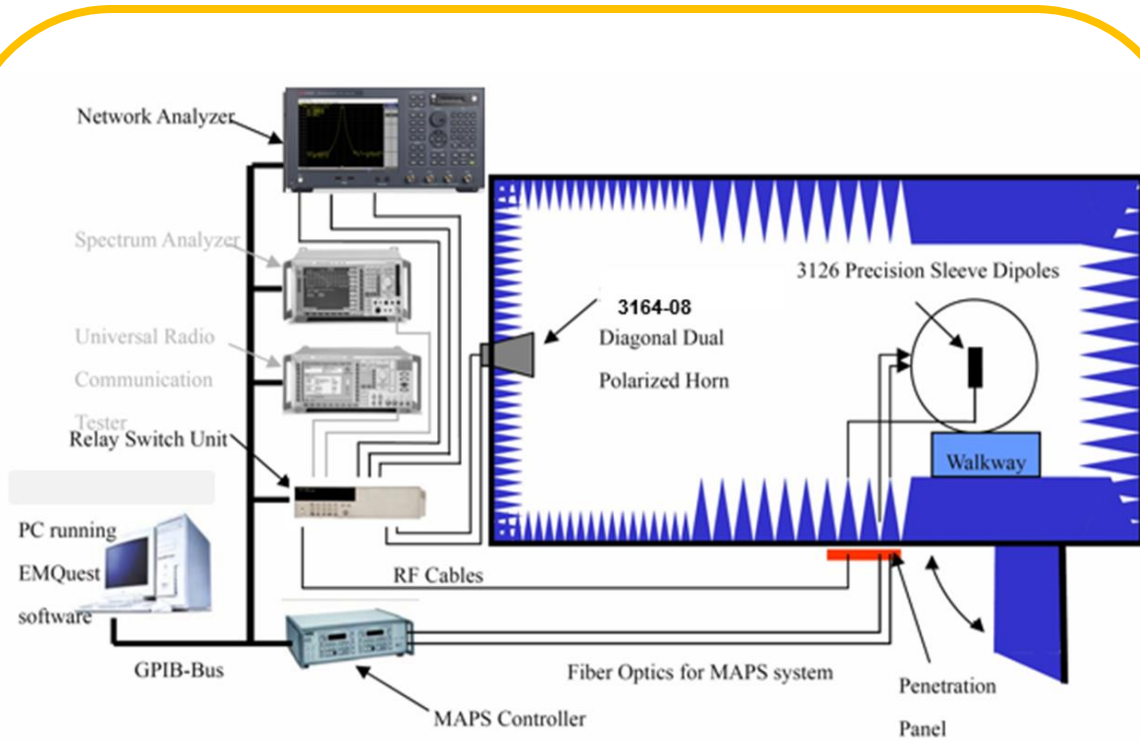 Network Analyzer
Spectrum Analyzer
Universal Radio
Communication
Tester
Relay Switch Unit
PC running
EMQuest
software
GPIB-Bus
MAPS Controller
RF Cables
Fiber Optics for MAPS system
Penetration
Panel
3164-08
Diagonal Dual
Polarized Horn
3126 Precision Sleeve Dipoles
Walkway